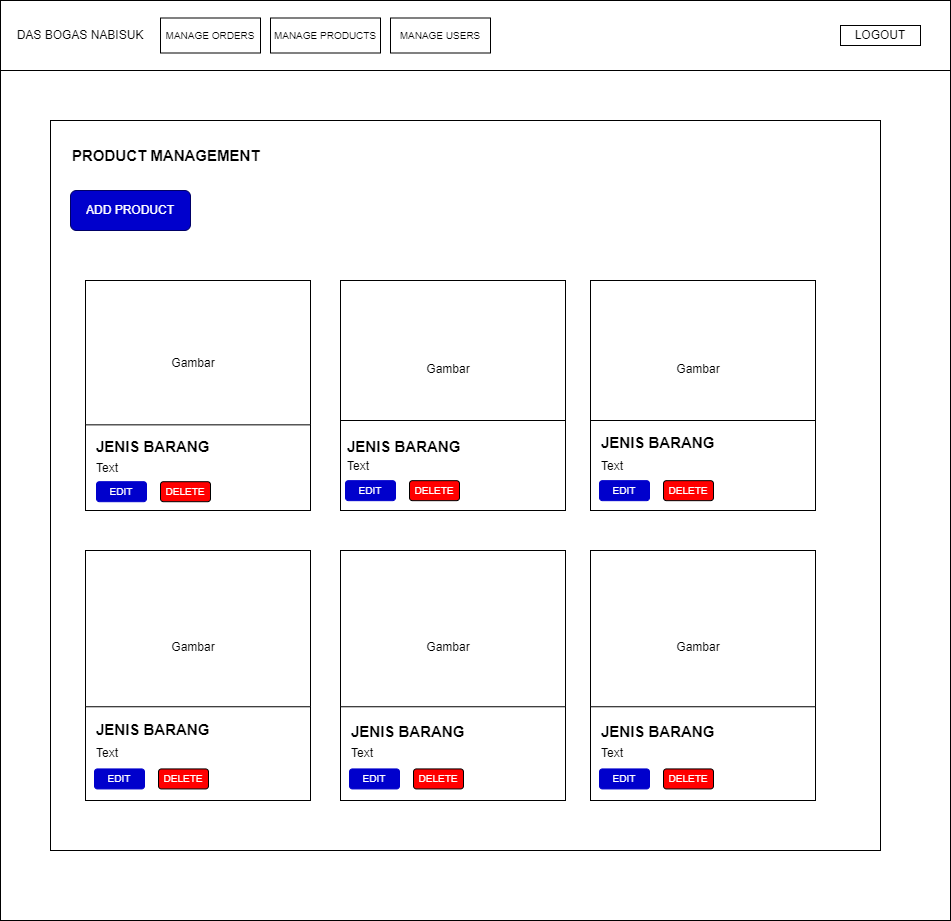 DAS BOGAS NABISUK
MANAGE ORDERS
MANAGE PRODUCTS
MANAGE USERS
LOGOUT
PRODUCT MANAGEMENT
ADD PRODUCT
Gambar
JENIS BARANG
Text
EDIT
DELETE
Gambar
JENIS BARANG
Text
EDIT
DELETE
Gambar
JENIS BARANG
Text
EDIT
DELETE
Gambar
JENIS BARANG
Text
EDIT
DELETE
Gambar
JENIS BARANG
Text
EDIT
DELETE
Gambar
JENIS BARANG
Text
EDIT
DELETE